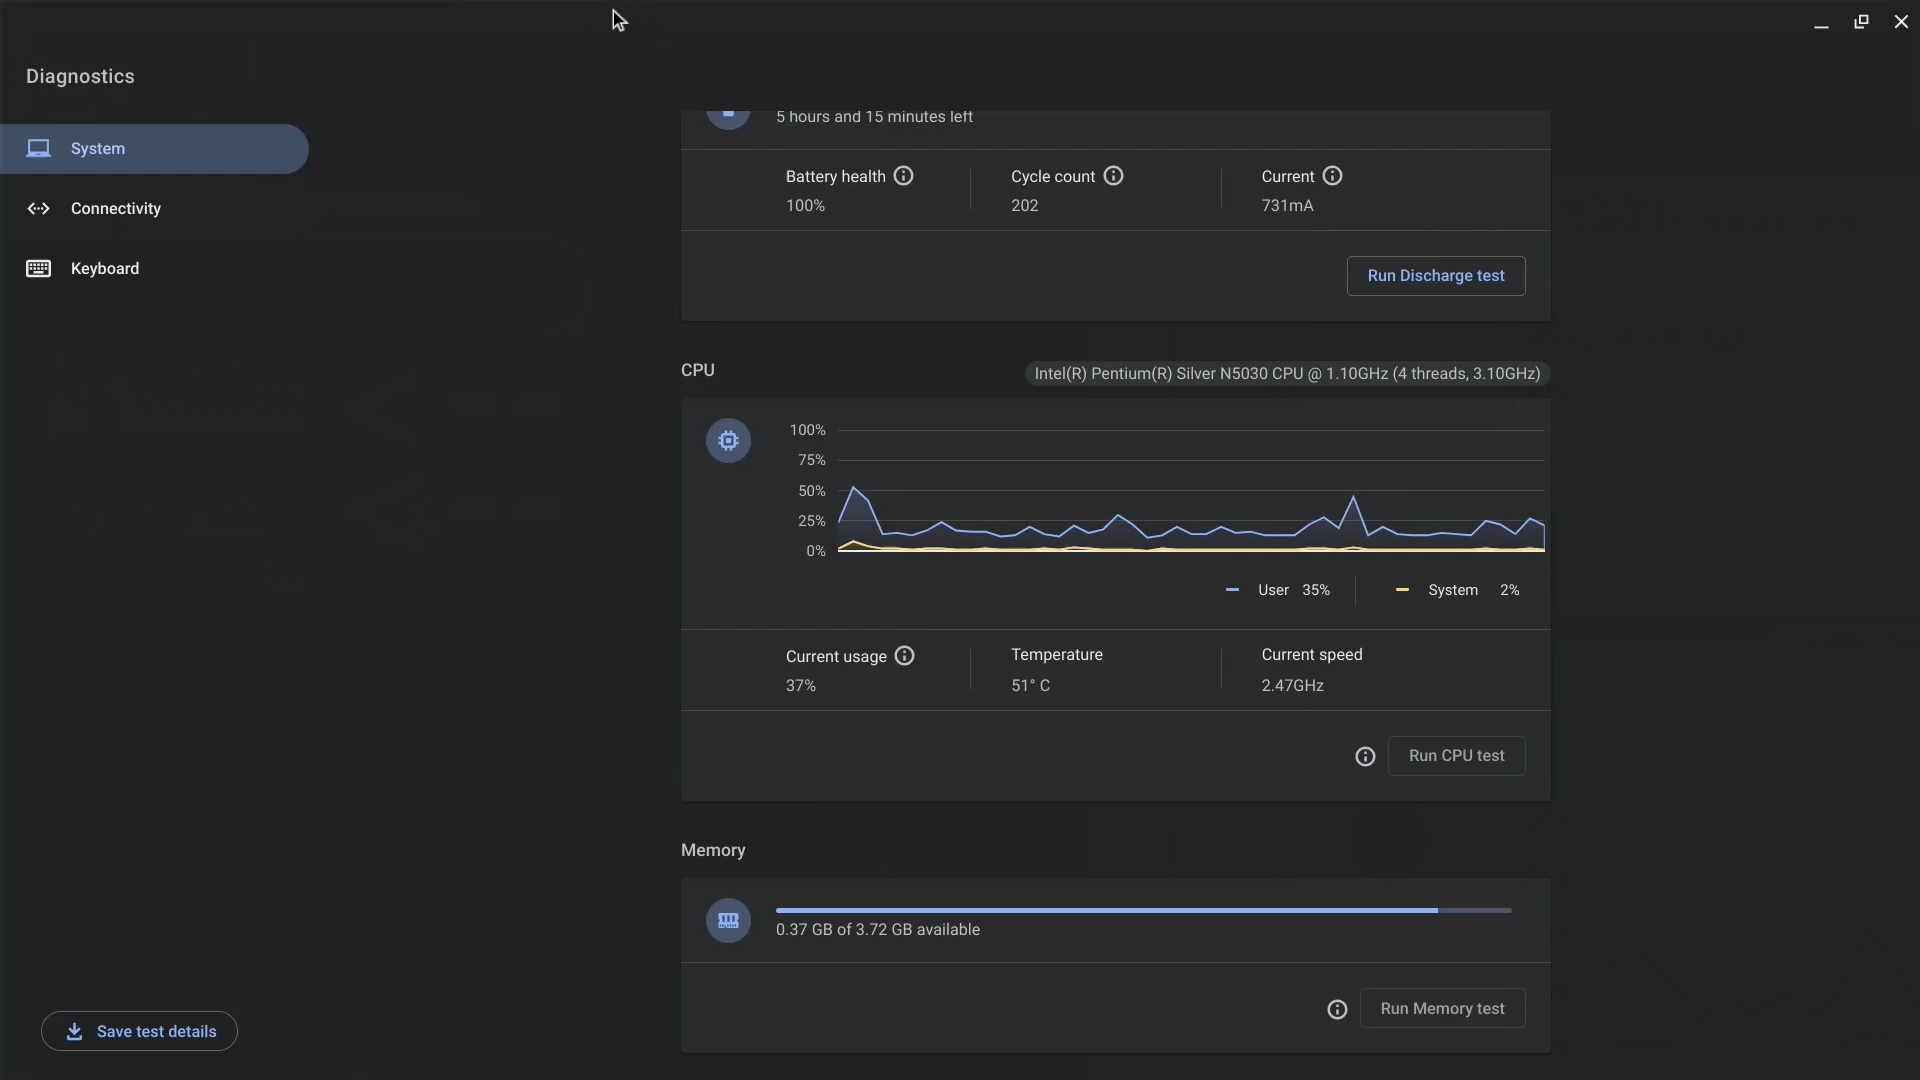 Diagnostics
System
Connectivity
Keyboard
Save test details
5 hours and 15 minutes left
Battery health
100%
Cycle count
202
Current
731mA
Run Discharge test
CPU
Intel(R) Pentium(R) Silver N5030 CPU @ 1.10GHz (4 threads, 3.10GHz)
100%
75%
50%
25%
0%
User 35%
System 2%
Current usage
37%
Temperature
51° C
Current speed
2.47GHz
Run CPU test
Memory
0.37 GB of 3.72 GB available
Run Memory test